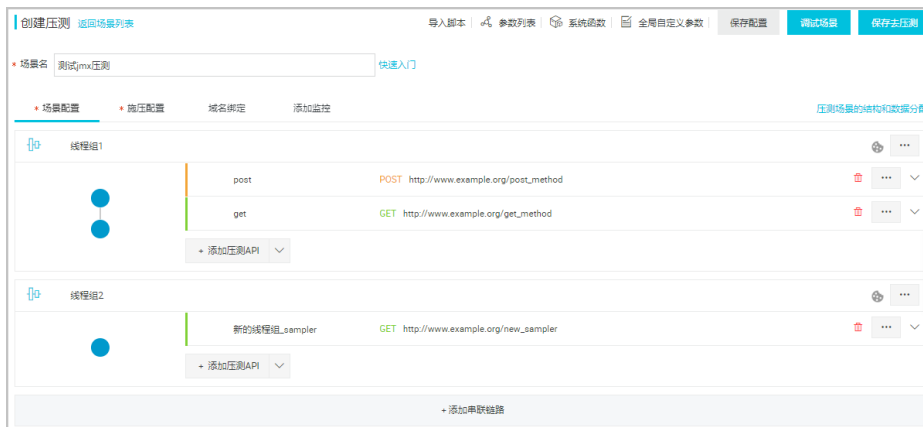 创建压测 返回场景列表 导入脚本 参数列表 系统函数 全局自定义参数 保存配置 调试场景 保存去压测
* 场景名 测试jmx压测 快速入门
* 场景配置 * 施压配置 域名绑定 添加监控 压测场景的结构和数据分
线程组1 ...
post POST http://www.example.org/post_method ...
get GET http://www.example.org/get_method ...
+ 添加压测API
线程组2 ...
新的线程组_sampler GET http://www.example.org/new_sampler ...
+ 添加压测API
+ 添加串联链路